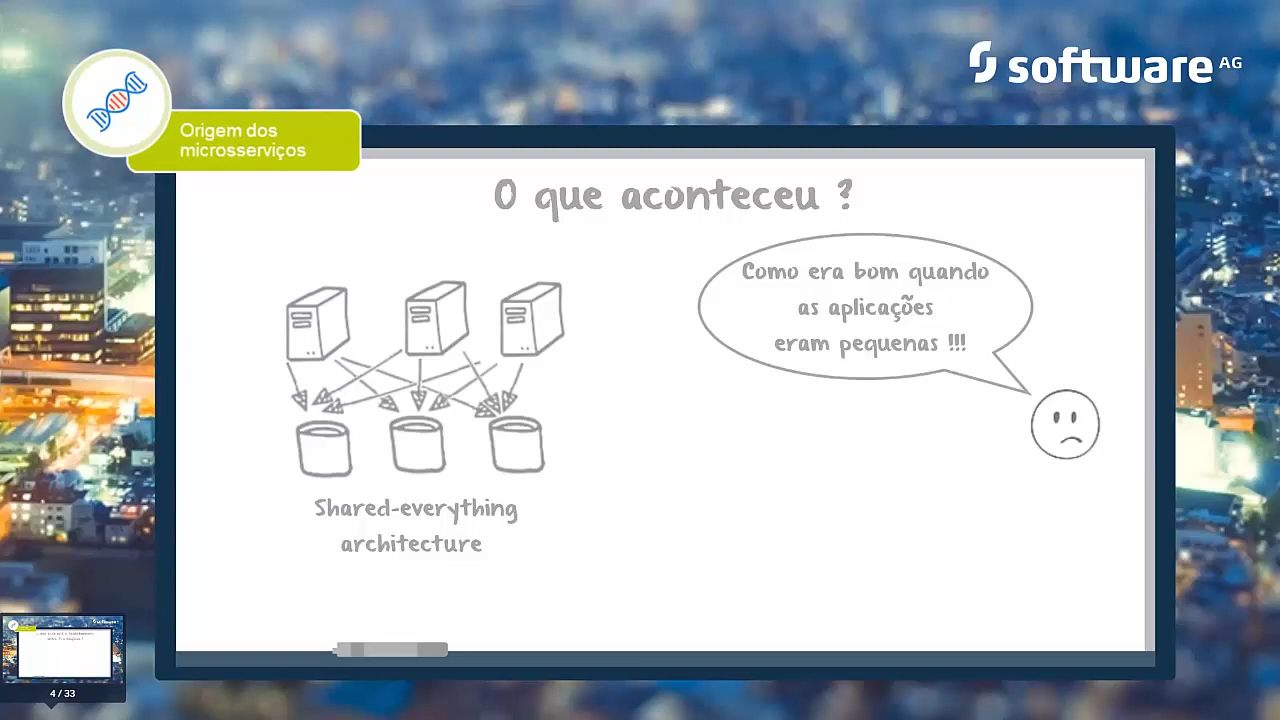 software AG
Origem dos
microsserviços
O que aconteceu ?
Como era bom quando
as aplicações
eram pequenas !!!
Shared-everything
architecture
4 / 33